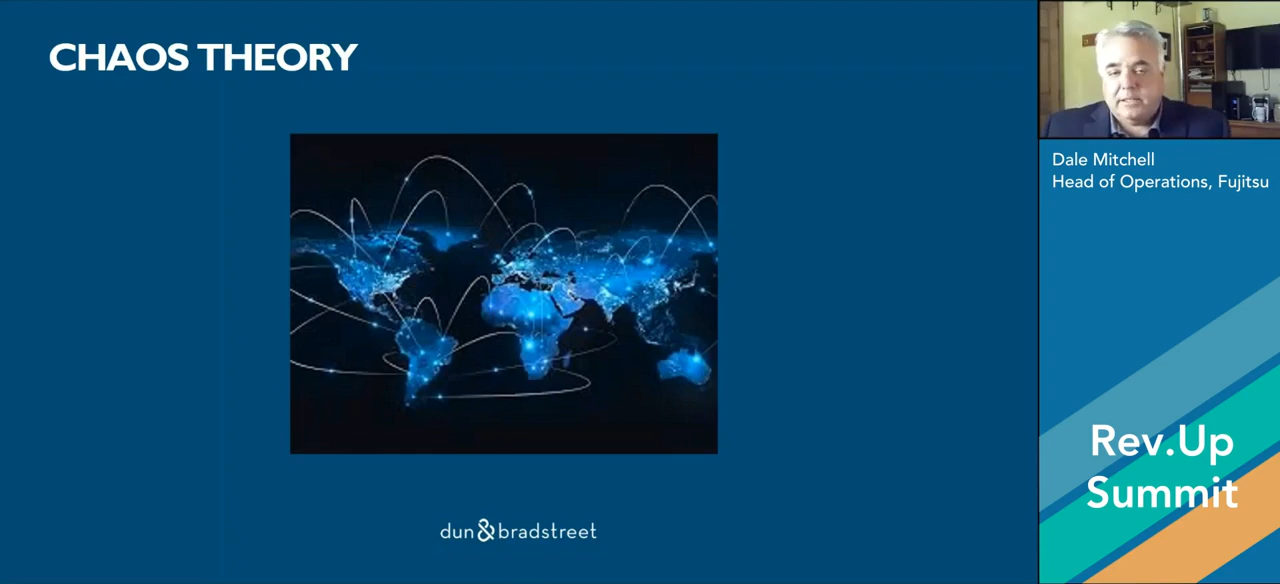 CHAOS THEORY
dun&bradstreet
Dale Mitchell
Head of Operations, Fujitsu
Rev.Up
Summit